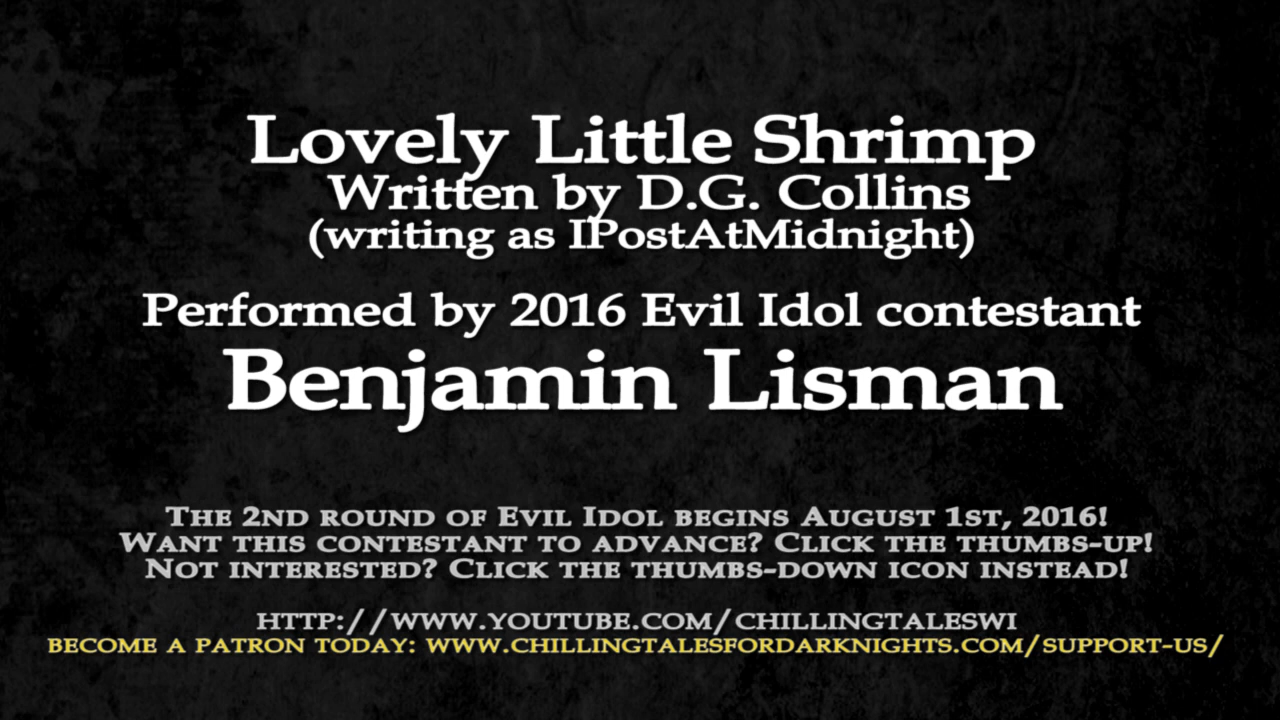 Lovely Little Shrimp
Written by D.G. Collins
(writing as IPostAtMidnight)
Performed by 2016 Evil Idol contestant
Benjamin Lisman
The 2nd round of Evil Idol begins August 1st, 2016!
Want this contestant to advance? Click the thumbs-up!
Not interested? Click the thumbs-down icon instead!
http://www.youtube.com/chillingtaleswi
become a patron today: www.chillingtalesfordarknights.com/support-us/